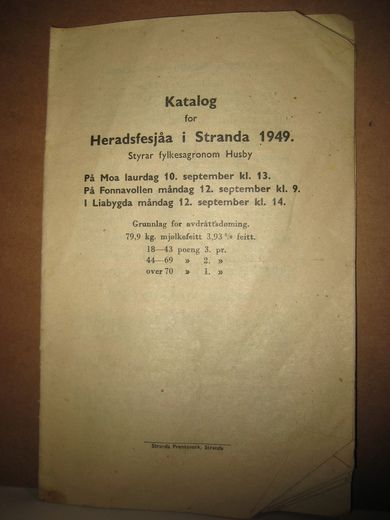 Katalog
for
Heradsfesjåa i Stranda 1949.
Styrar fylkesagronom Husby
På Moa laurdag 10. september kl. 13.
På Fonnavollen måndag 12. september kl. 9.
I Liabygda måndag 12. september kl. 14.
Grunnlag for avdråttsdøming.
79,9 kg. mjølkefeitt 3,93 % feitt.
18—43 poeng 3. pr.
44—69 » 2. »
over 70 » 1. »
Stranda Prenteverk, Stranda